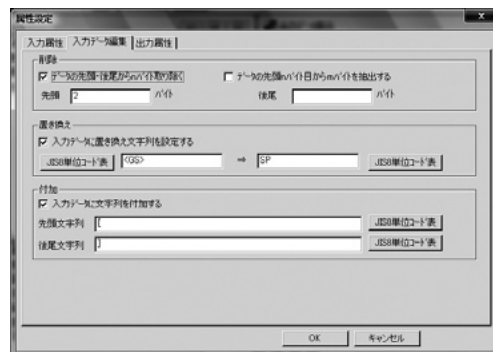 属性設定
入力属性 入力データ編集 出力属性
削除
データの先頭・後尾からnバイト取り除く データの先頭nバイト目からmバイトを抽出する
先頭 2 バイト 後尾 バイト
置き換え
入力データに置き換え文字列を設定する
JIS8単位コード表 <GS> ⇒ SP JIS8単位コード表
付加
入力データに文字列を付加する
先頭文字列 [ JIS8単位コード表
後尾文字列 ] JIS8単位コード表
OK キャンセル